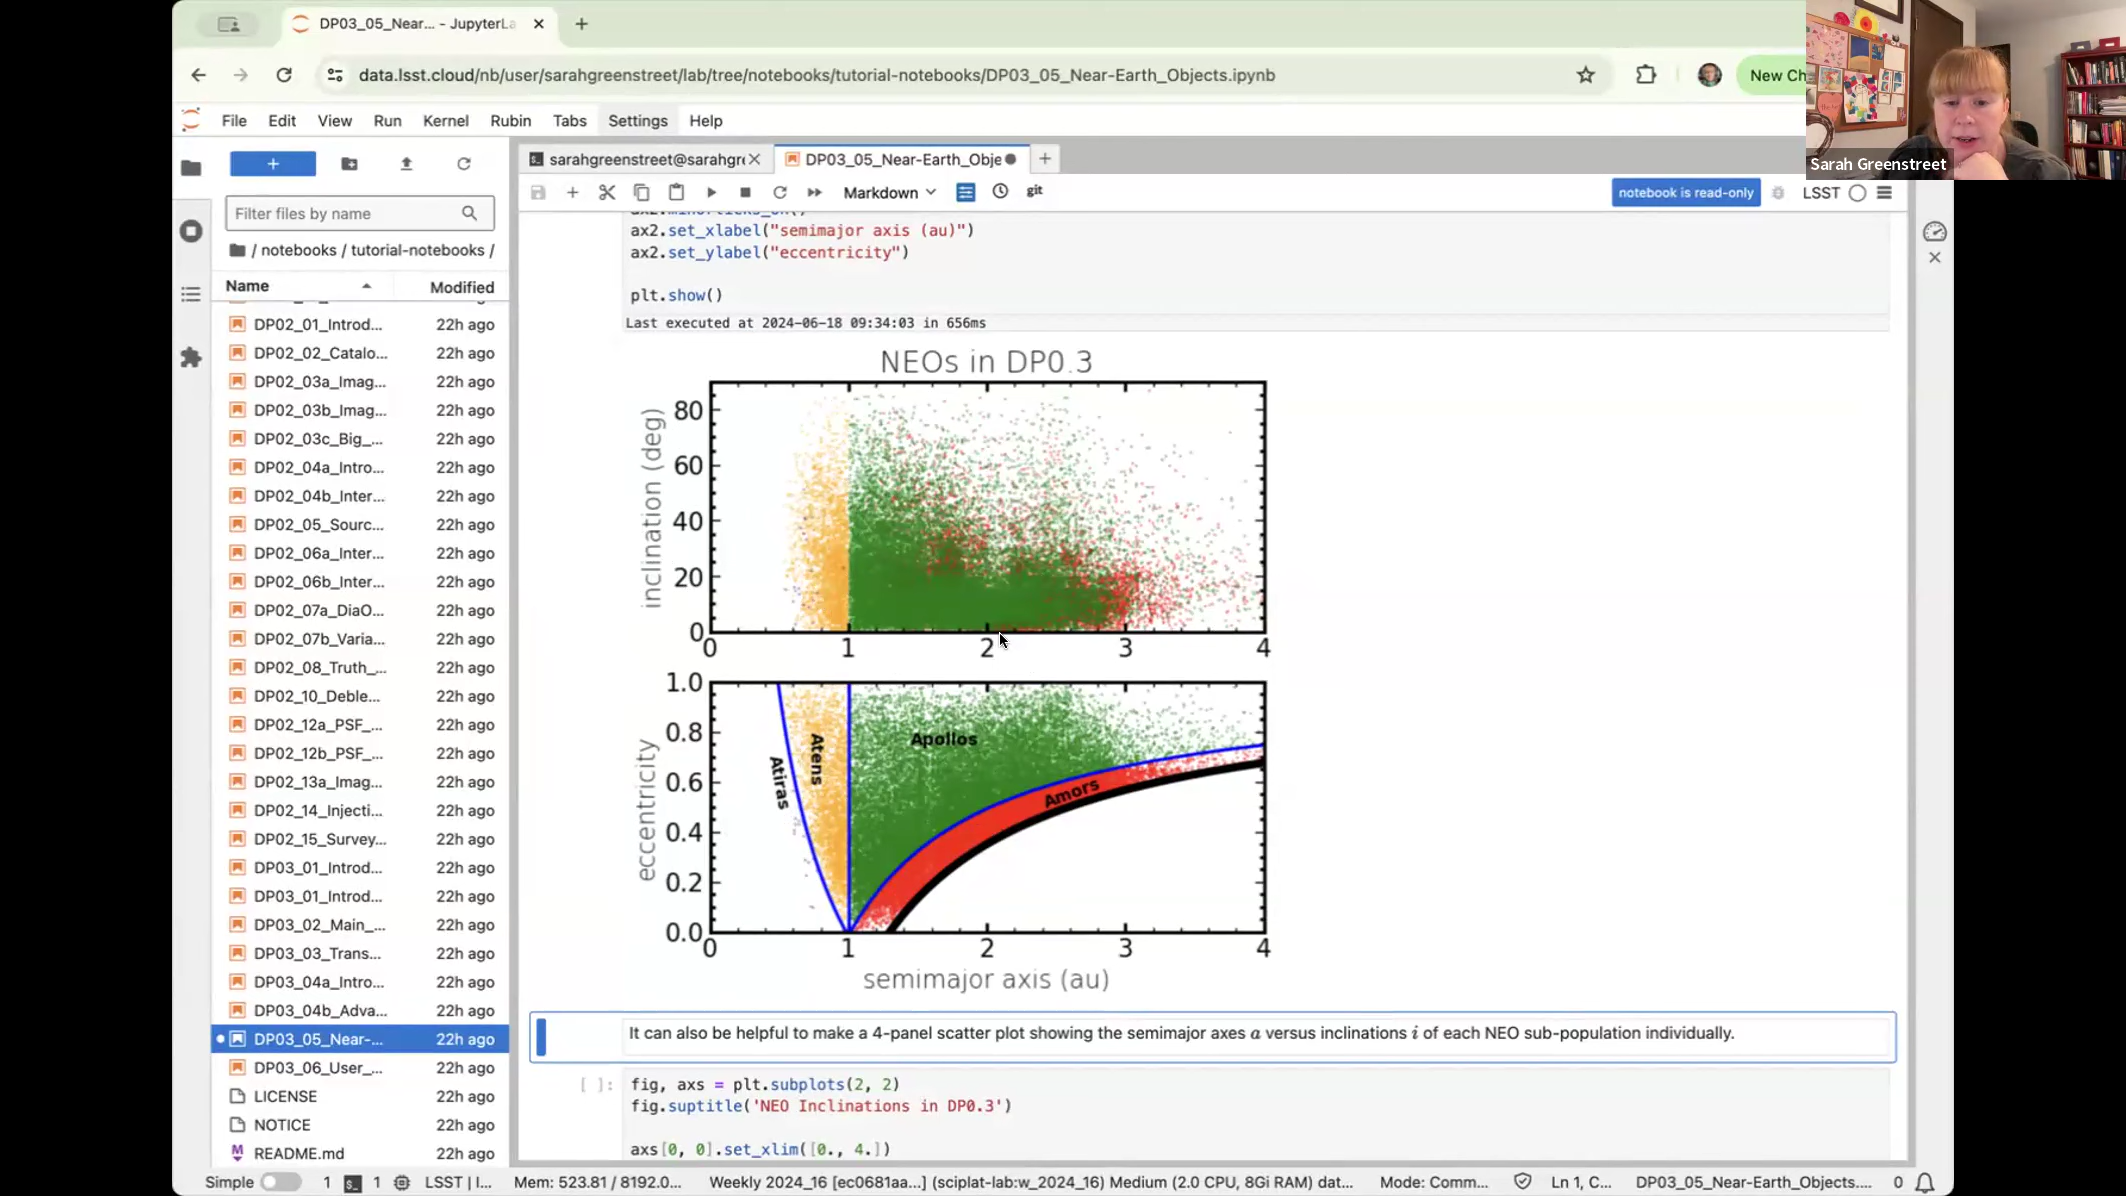 DP03_05_Near... - JupyterLa
data.lsst.cloud/nb/user/sarahgreenstreet/lab/tree/notebooks/tutorial-notebooks/DP03_05_Near-Earth_Objects.ipynb
New Ch
Sarah Greenstreet
File Edit View Run Kernel Rubin Tabs Settings Help
sarahgreenstreet@sarahgr
DP03_05_Near-Earth_Obje
Markdown
git
notebook is read-only
LSST
Filter files by name
/ notebooks / tutorial-notebooks /
Name Modified
DP02_01_Introd... 22h ago
DP02_02_Catalo... 22h ago
DP02_03a_Imag... 22h ago
DP02_03b_Imag... 22h ago
DP02_03c_Big_... 22h ago
DP02_04a_Intro... 22h ago
DP02_04b_Inter... 22h ago
DP02_05_Sourc... 22h ago
DP02_06a_Inter... 22h ago
DP02_06b_Inter... 22h ago
DP02_07a_DiaO... 22h ago
DP02_07b_Varia... 22h ago
DP02_08_Truth_... 22h ago
DP02_10_Deble... 22h ago
DP02_12a_PSF_... 22h ago
DP02_12b_PSF_... 22h ago
DP02_13a_Imag... 22h ago
DP02_14_Injecti... 22h ago
DP02_15_Survey... 22h ago
DP03_01_Introd... 22h ago
DP03_01_Introd... 22h ago
DP03_02_Main_... 22h ago
DP03_03_Trans... 22h ago
DP03_04a_Intro... 22h ago
DP03_04b_Adva... 22h ago
DP03_05_Near-... 22h ago
DP03_06_User_... 22h ago
LICENSE 22h ago
NOTICE 22h ago
README.md 22h ago
ax2.set_xlabel("semimajor axis (au)")
ax2.set_ylabel("eccentricity")
plt.show()
Last executed at 2024-06-18 09:34:03 in 656ms
NEOs in DP0.3
inclination (deg)
80
60
40
20
0
0 1 2 3 4
eccentricity
1.0
0.8
0.6
0.4
0.2
0.0
Atiras
Atens
Apollos
Amors
0 1 2 3 4
semimajor axis (au)
It can also be helpful to make a 4-panel scatter plot showing the semimajor axes a versus inclinations i of each NEO sub-population individually.
[ ]:
fig, axs = plt.subplots(2, 2)
fig.suptitle('NEO Inclinations in DP0.3')
axs[0, 0].set_xlim([0., 4.])
Simple 1 1 LSST | I... Mem: 523.81 / 8192.0... Weekly 2024_16 [ec0681aa...] (sciplat-lab:w_2024_16) Medium (2.0 CPU, 8Gi RAM) dat... Mode: Comm... Ln 1, C... DP03_05_Near-Earth_Objects.... 0